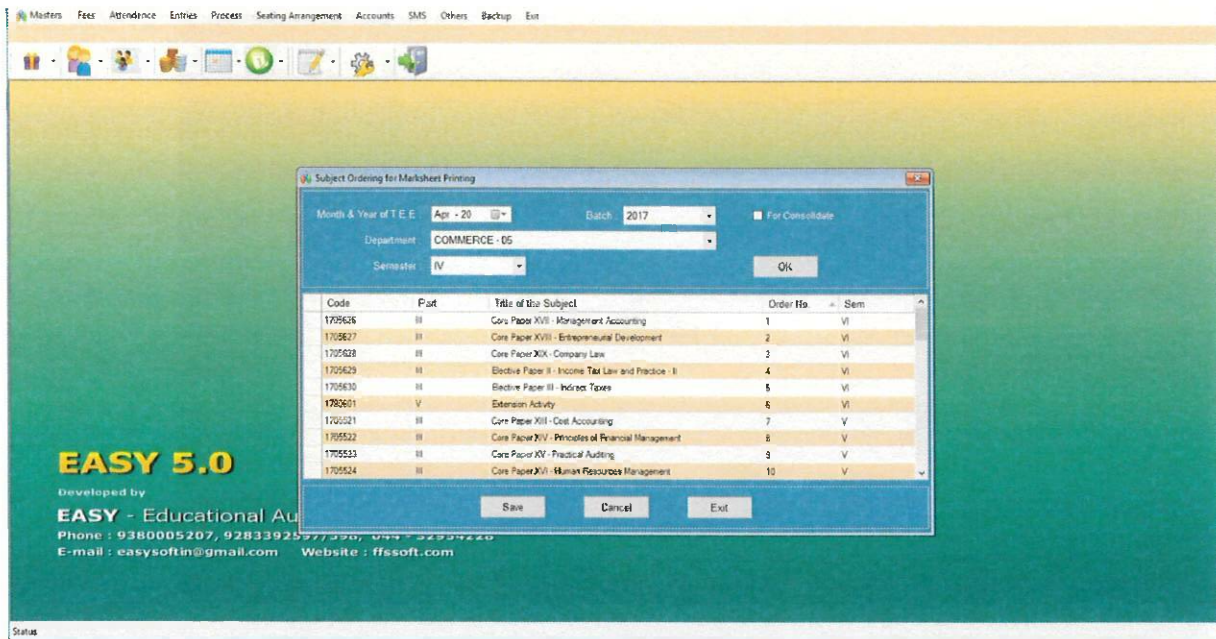 Masters Fees Attendence Entries Process Seating Arrangement Accounts SMS Others Backup Exit
Subject Ordering for Marksheet Printing
Month & Year of T E E Apr - 20 Batch 2017 For Consolidate
Department COMMERCE - 05
Semester IV OK
Code Part Title of the Subject Order No. Sem
1705626 III Core Paper XVII - Management Accounting 1 VI
1705627 III Core Paper XVIII - Entrepreneurial Development 2 VI
1705628 III Core Paper XIX - Company Law 3 VI
1705629 III Elective Paper II - Income Tax Law and Practice - II 4 VI
1705630 III Elective Paper III - Indirect Taxes 5 VI
V Extension Activity 6 VI
1705521 III Core Paper XIII - Cost Accounting 7 V
1705522 III Core Paper XIV - Principles of Financial Management 8 V
1705523 III Core Paper XV - Practical Auditing 9 V
1705524 III Core Paper XVI - Human Resources Management 10 V
Save Cancel Exit
EASY 5.0
Developed by
EASY - Educational Au
Phone : 9380005207,
E-mail : easysoftin@gmail.com Website : ffssoft.com
Status